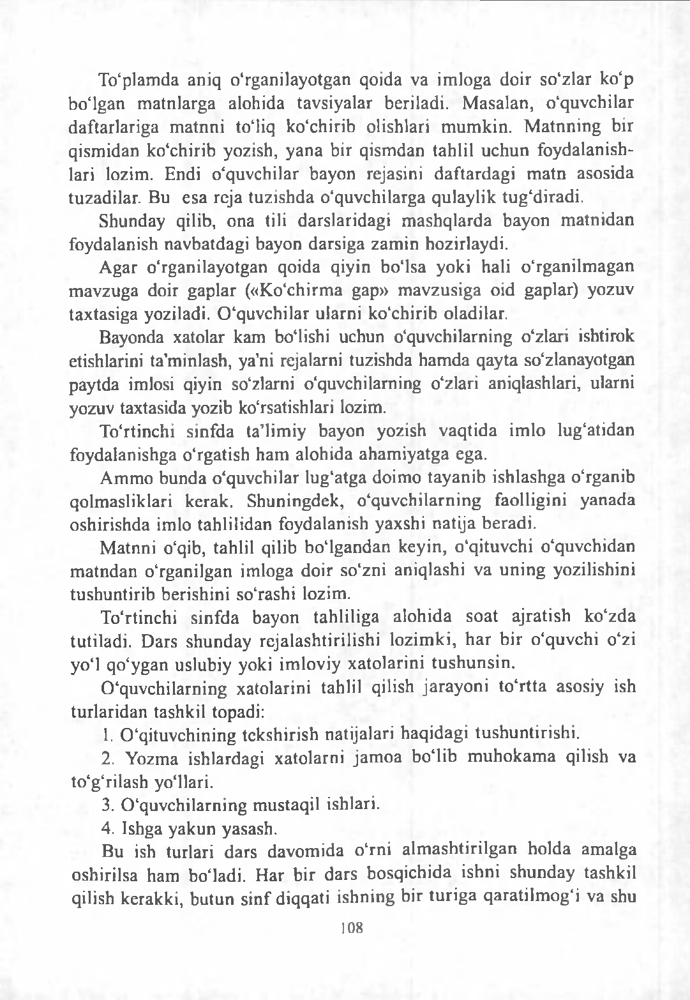 To‘plamda aniq o‘rganilayotgan qoida va imloga doir so‘zlar ko‘p
bo‘lgan matnlarga alohida tavsiyalar beriladi. Masalan, o‘quvchilar
daftarlariga matnni to‘liq ko‘chirib olishlari mumkin. Matnning bir
qismidan ko‘chirib yozish, yana bir qismdan tahlil uchun foydalanish-
lari lozim. Endi o‘quvchilar bayon rejasini daftardagi matn asosida
tuzadilar. Bu esa reja tuzishda o‘quvchilarga qulaylik tug‘diradi.
Shunday qilib, ona tili darslaridagi mashqlarda bayon matnidan
foydalanish navbatdagi bayon darsiga zamin hozirlaydi.
Agar o‘rganilayotgan qoida qiyin bo‘lsa yoki hali o‘rganilmagan
mavzuga doir gaplar («Ko‘chirma gap» mavzusiga oid gaplar) yozuv
taxtasiga yoziladi. O‘quvchilar ularni ko‘chirib oladilar.
Bayonda xatolar kam bo‘lishi uchun o‘quvchilarning o‘zlari ishtirok
etishlarini ta’minlash, ya’ni rejalarni tuzishda hamda qayta so‘zlanayotgan
paytda imlosi qiyin so‘zlarni o‘quvchilarning o‘zlari aniqlashlari, ularni
yozuv taxtasida yozib ko‘rsatishlari lozim.
To‘rtinchi sinfda ta’limiy bayon yozish vaqtida imlo lug‘atidan
foydalanishga o‘rgatish ham alohida ahamiyatga ega.
Ammo bunda o‘quvchilar lug‘atga doimo tayanib ishlashga o‘rganib
qolmasliklari kerak. Shuningdek, o‘quvchilarning faolligini yanada
oshirishda imlo tahlilidan foydalanish yaxshi natija beradi.
Matnni o‘qib, tahlil qilib bo‘lgandan keyin, o‘qituvchi o‘quvchidan
matndan o‘rganilgan imloga doir so‘zni aniqlashi va uning yozilishini
tushuntirib berishini so‘rashi lozim.
To‘rtinchi sinfda bayon tahliliga alohida soat ajratish ko‘zda
tutiladi. Dars shunday rejalashtirilishi lozimki, har bir o‘quvchi o‘zi
yo‘l qo‘ygan uslubiy yoki imloviy xatolarini tushunsin.
O‘quvchilarning xatolarini tahlil qilish jarayoni to‘rtta asosiy ish
turlaridan tashkil topadi:
1. O‘qituvchining tekshirish natijalari haqidagi tushuntirishi.
2. Yozma ishlardagi xatolarni jamoa bo‘lib muhokama qilish va
to‘g‘rilash yo‘llari.
3. O‘quvchilarning mustaqil ishlari.
4. Ishga yakun yasash.
Bu ish turlari dars davomida o‘rni almashtirilgan holda amalga
oshirilsa ham bo‘ladi. Har bir dars bosqichida ishni shunday tashkil
qilish kerakki, butun sinf diqqati ishning bir turiga qaratilmog‘i va shu
108